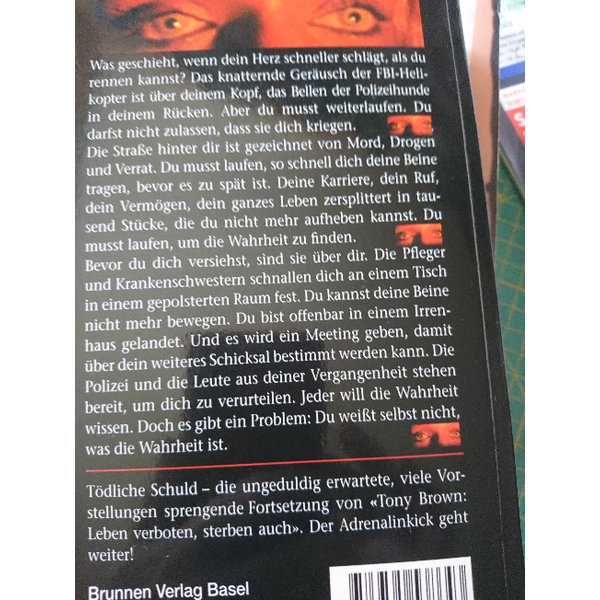 Was geschieht, wenn dein Herz schneller schlägt, als du
rennen kannst? Das knatternde Geräusch der FBI-Heli-
kopter ist über deinem Kopf, das Bellen der Polizeihunde
in deinem Rücken. Aber du musst weiterlaufen. Du
darfst nicht zulassen, dass sie dich kriegen.
Die Straße hinter dir ist gezeichnet von Mord, Drogen
und Verrat. Du musst laufen, so schnell dich deine Beine
tragen, bevor es zu spät ist. Deine Karriere, dein Ruf,
dein Vermögen, dein ganzes Leben zersplittert in tau-
send Stücke, die du nicht mehr aufheben kannst. Du
musst laufen, um die Wahrheit zu finden.
Bevor du dich versiehst, sind sie über dir. Die Pfleger
und Krankenschwestern schnallen dich an einem Tisch
in einem gepolsterten Raum fest. Du kannst deine Beine
nicht mehr bewegen. Du bist offenbar in einem Irren-
haus gelandet. Und es wird ein Meeting geben, damit
über dein weiteres Schicksal bestimmt werden kann. Die
Polizei und die Leute aus deiner Vergangenheit stehen
bereit, um dich zu verurteilen. Jeder will die Wahrheit
wissen. Doch es gibt ein Problem: Du weißt selbst nicht,
was die Wahrheit ist.
Tödliche Schuld – die ungeduldig erwartete, viele Vor-
stellungen sprengende Fortsetzung von «Tony Brown:
Leben verboten, sterben auch». Der Adrenalinkick geht
weiter!
Brunnen Verlag Basel